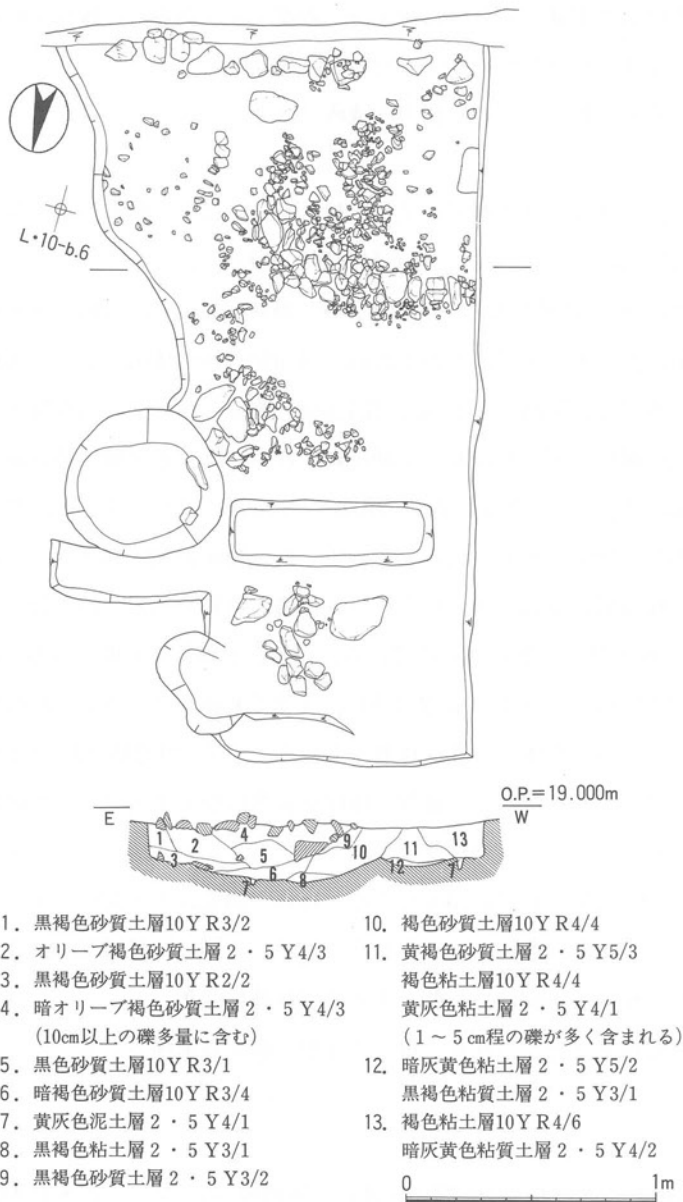 L・10-b.6
O.P.=19.000m
E
W
1
2
3
4
5
6
7
8
9
10
11
12
13
7
1. 黒褐色砂質土層10YR3/2
2. オリーブ褐色砂質土層2・5Y4/3
3. 黒褐色砂質土層10YR2/2
4. 暗オリーブ褐色砂質土層2・5Y4/3
(10cm以上の礫多量に含む)
5. 黒色砂質土層10YR3/1
6. 暗褐色砂質土層10YR3/4
7. 黄灰色泥土層2・5Y4/1
8. 黒褐色粘土層2・5Y3/1
9. 黒褐色砂質土層2・5Y3/2
10. 褐色砂質土層10YR4/4
11. 黄褐色砂質土層2・5Y5/3
褐色粘土層10YR4/4
黄灰色粘土層2・5Y4/1
(1～5cm程の礫が多く含まれる)
12. 暗灰黄色粘土層2・5Y5/2
黒褐色粘質土層2・5Y3/1
13. 褐色粘土層10YR4/6
暗灰黄色粘質土層2・5Y4/2
0 1m